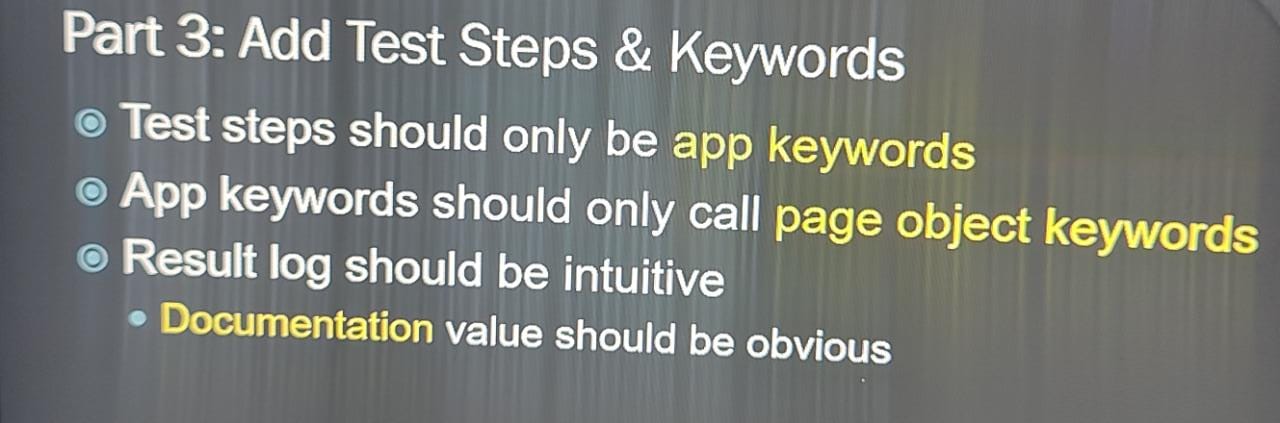 Part 3: Add Test Steps & Keywords
Test steps should only be app keywords
App keywords should only call page object keywords
Result log should be intuitive
Documentation value should be obvious